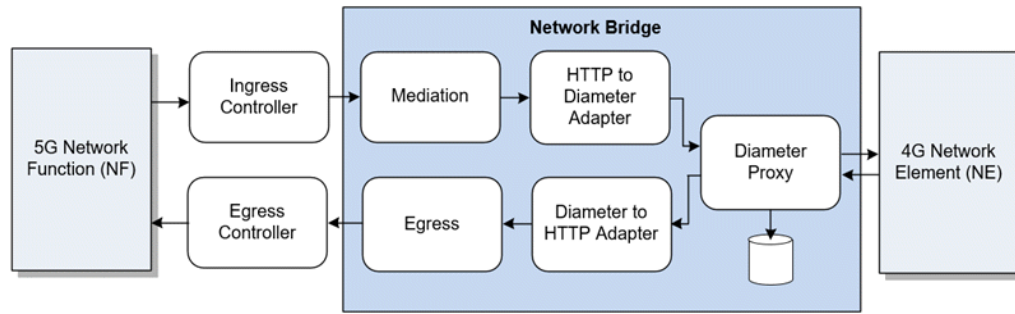 Network Bridge
5G Network
Function (NF)
Ingress
Controller
Mediation
HTTP to
Diameter
Adapter
Diameter
Proxy
4G Network
Element (NE)
Egress
Controller
Egress
Diameter to
HTTP Adapter